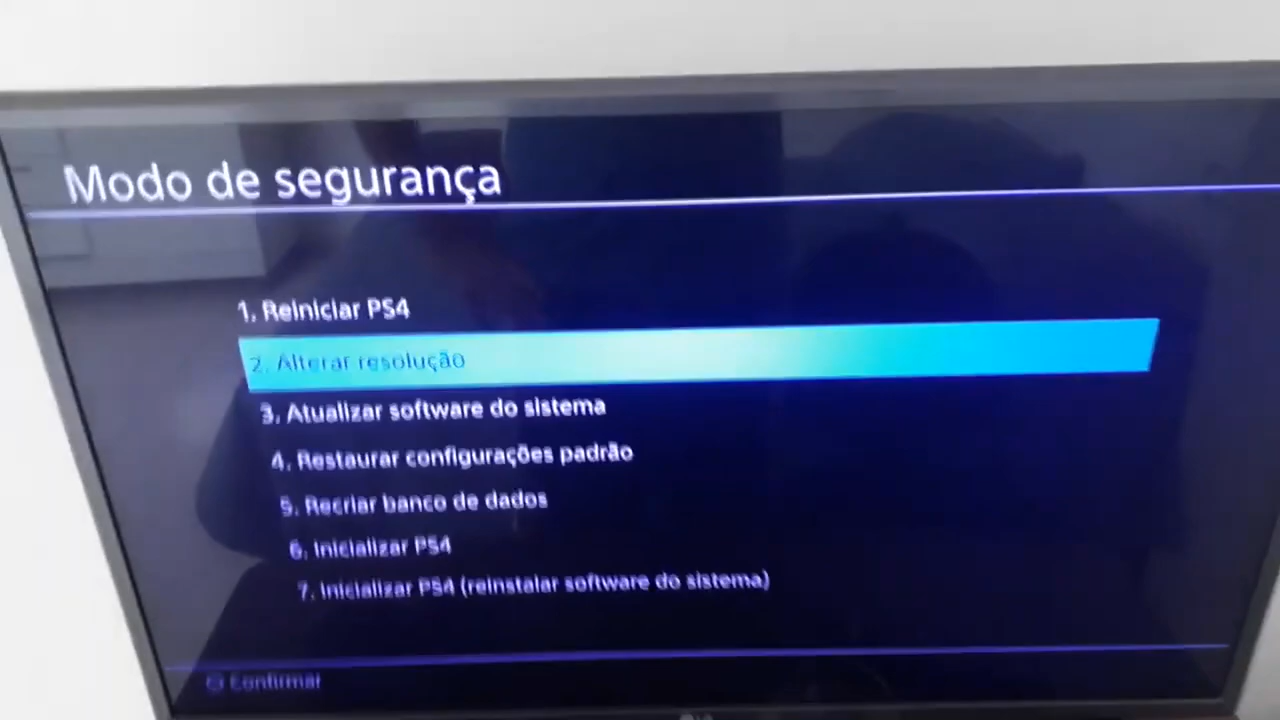 Modo de segurança
1. Reiniciar PS4
2. Alterar resolução
3. Atualizar software do sistema
4. Restaurar configurações padrão
5. Recriar banco de dados
6. Inicializar PS4
7. Inicializar PS4 (reinstalar software do sistema)
Confirmar